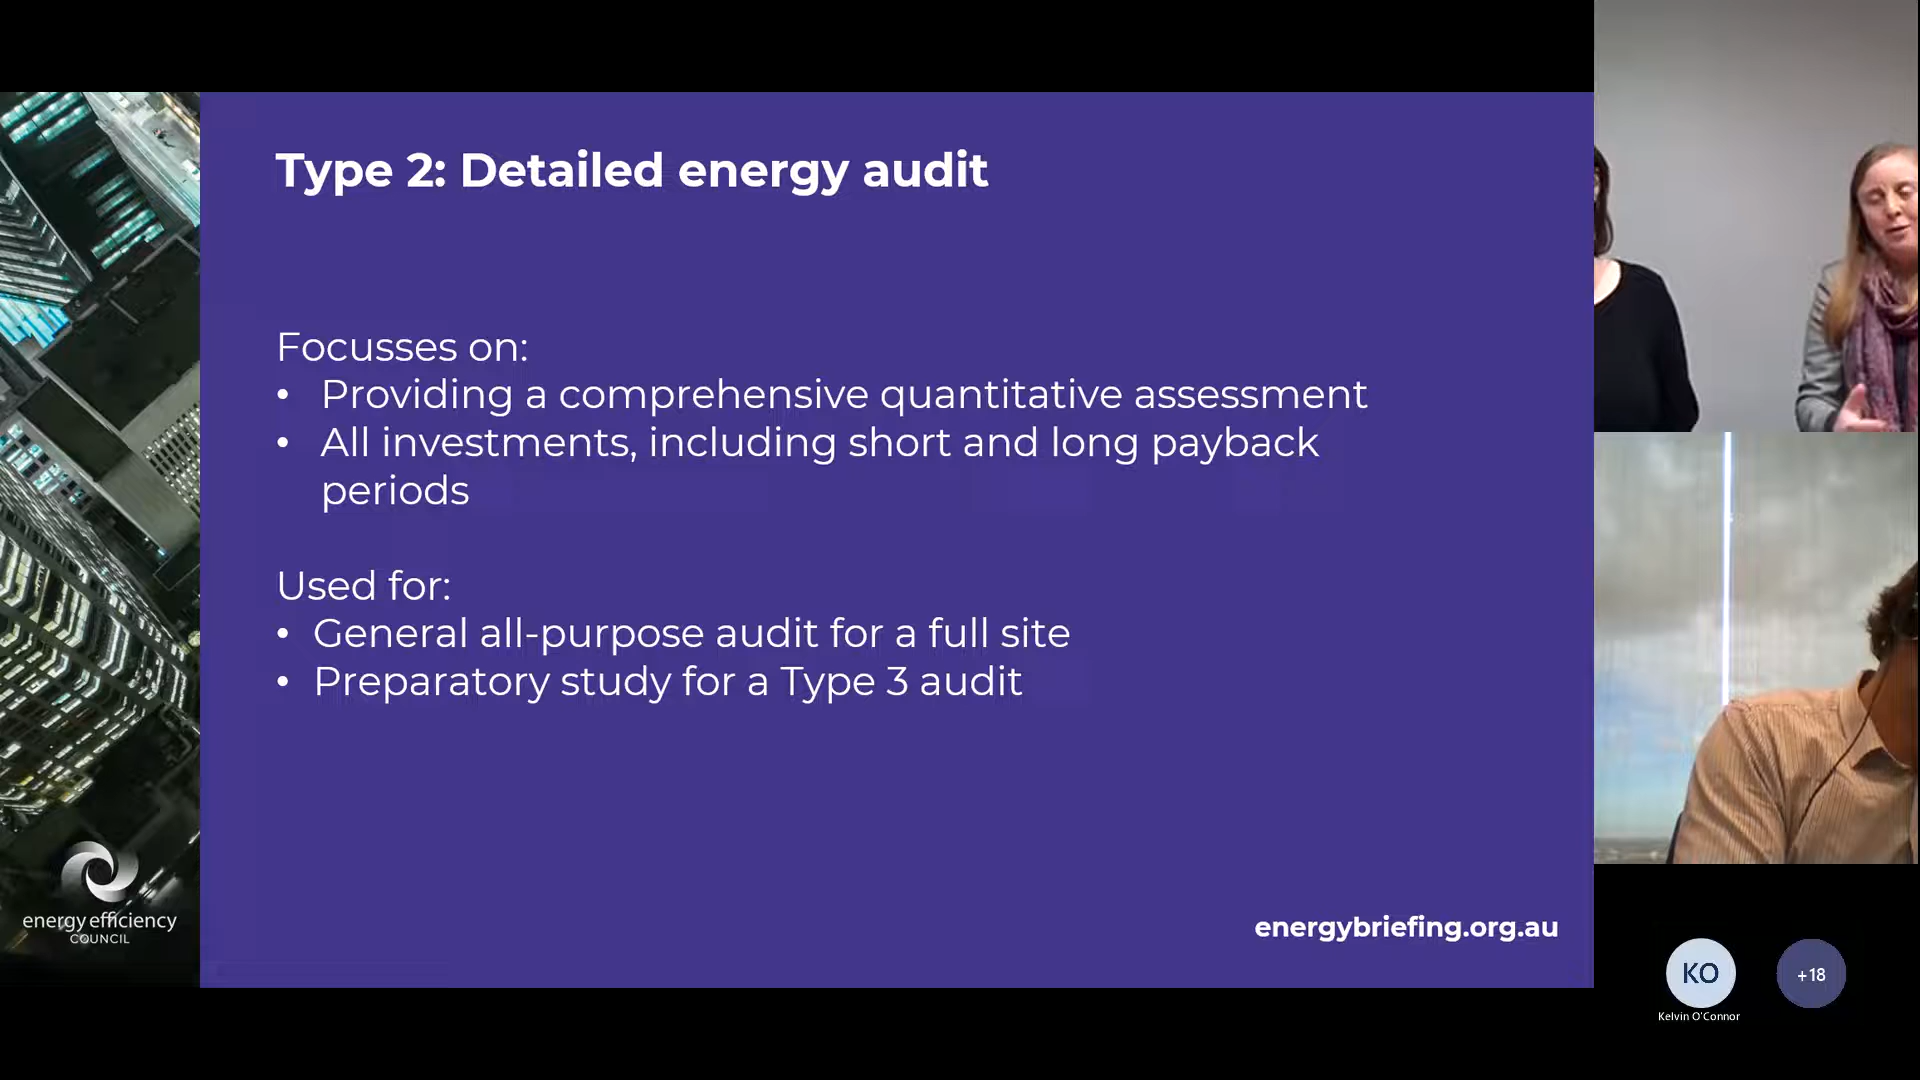 Type 2: Detailed energy audit
Focusses on:
• Providing a comprehensive quantitative assessment
• All investments, including short and long payback
periods
Used for:
• General all-purpose audit for a full site
• Preparatory study for a Type 3 audit
energy efficiency
COUNCIL
energybriefing.org.au
KO
+18
Kelvin O'Connor